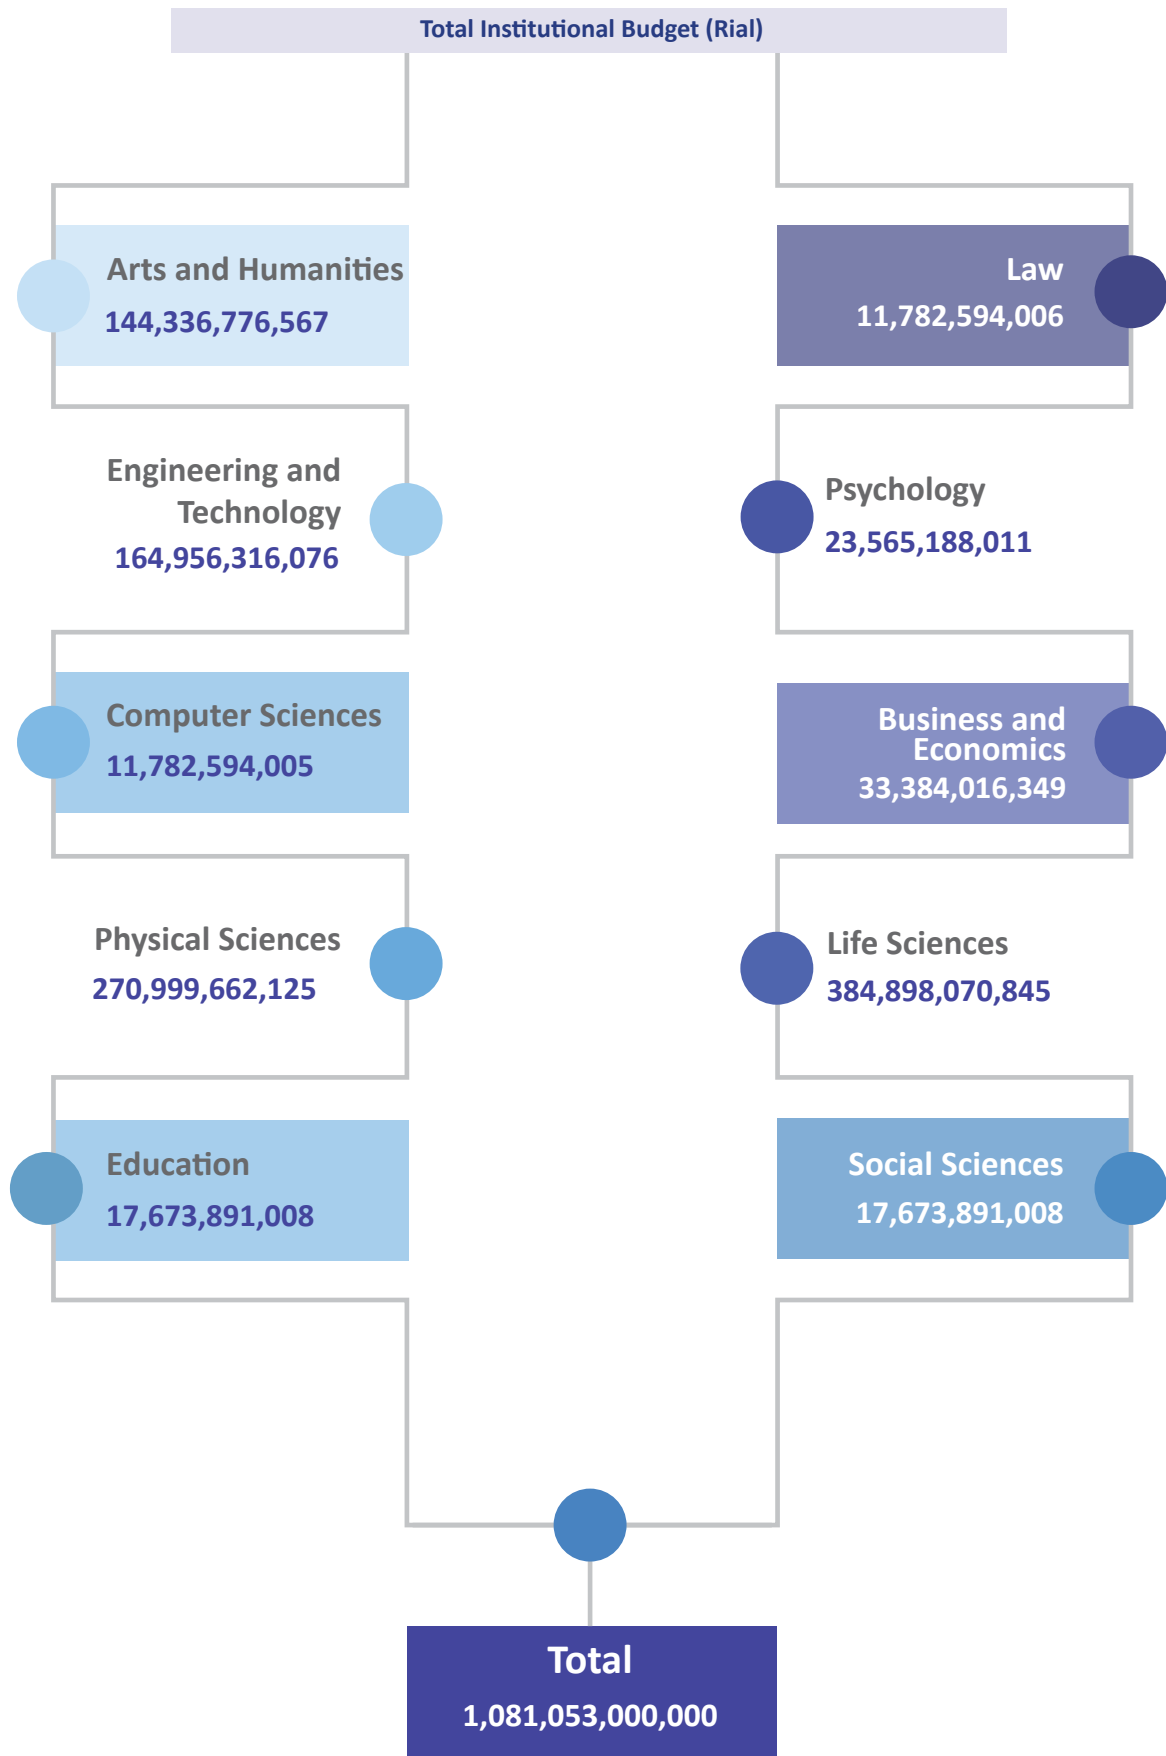 Total Institutional Budget (Rial)
Arts and Humanities
144,336,776,567
Engineering and
Technology
164,956,316,076
Computer Sciences
11,782,594,005
Physical Sciences
270,999,662,125
Education
17,673,891,008
Law
11,782,594,006
Psychology
23,565,188,011
Business and
Economics
33,384,016,349
Life Sciences
384,898,070,845
Social Sciences
17,673,891,008
Total
1,081,053,000,000